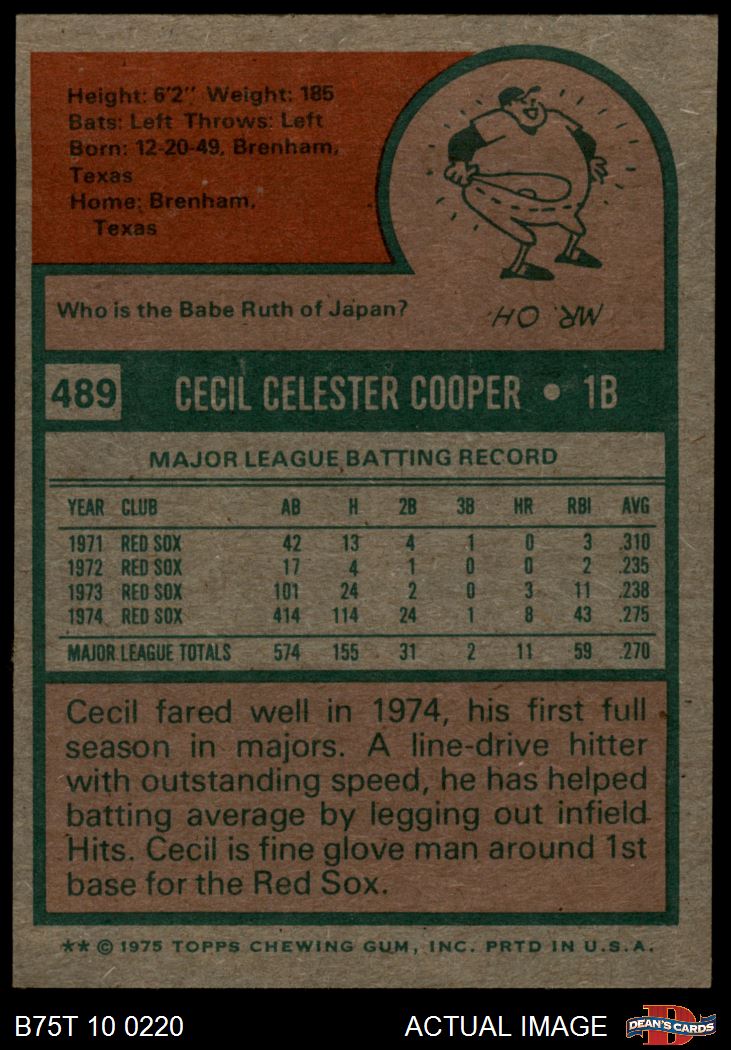 Height: 6'2" Weight: 185
Bats: Left Throws: Left
Born: 12-20-49, Brenham,
Texas
Home: Brenham,
Texas
Who is the Babe Ruth of Japan?
MR. OH
489 CECIL CELESTER COOPER • 1B
MAJOR LEAGUE BATTING RECORD
YEAR CLUB AB H 2B 3B HR RBI AVG
1971 RED SOX 42 13 4 1 0 3 .310
1972 RED SOX 17 4 1 0 0 2 .235
1973 RED SOX 101 24 2 0 3 11 .238
1974 RED SOX 414 114 24 1 8 43 .275
MAJOR LEAGUE TOTALS 574 155 31 2 11 59 .270
Cecil fared well in 1974, his first full
season in majors. A line-drive hitter
with outstanding speed, he has helped
batting average by legging out infield
Hits. Cecil is fine glove man around 1st
base for the Red Sox.
** © 1975 TOPPS CHEWING GUM, INC. PRTD IN U.S.A.
B75T 10 0220 ACTUAL IMAGE DEAN'S CARDS